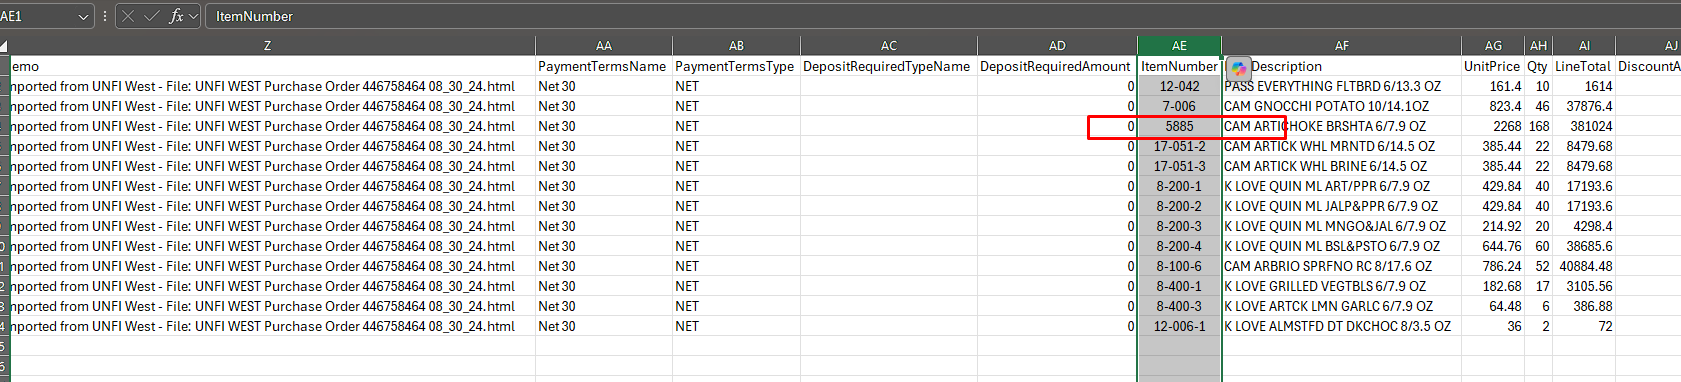 AE1 fx ItemNumber
Z AA AB AC AD AE AF AG AH AI AJ
emo PaymentTermsName PaymentTermsType DepositRequiredTypeName DepositRequiredAmount ItemNumber Description UnitPrice Qty LineTotal DiscountA
mported from UNFI West - File: UNFI WEST Purchase Order 446758464 08_30_24.html Net 30 NET 0 12-042 PASS EVERYTHING FLTBRD 6/13.3 OZ 161.4 10 1614
mported from UNFI West - File: UNFI WEST Purchase Order 446758464 08_30_24.html Net 30 NET 0 7-006 CAM GNOCCHI POTATO 10/14.1OZ 823.4 46 37876.4
mported from UNFI West - File: UNFI WEST Purchase Order 446758464 08_30_24.html Net 30 NET 0 5885 CAM ARTICHOKE BRSHTA 6/7.9 OZ 2268 168 381024
mported from UNFI West - File: UNFI WEST Purchase Order 446758464 08_30_24.html Net 30 NET 0 17-051-2 CAM ARTICK WHL MRNTD 6/14.5 OZ 385.44 22 8479.68
mported from UNFI West - File: UNFI WEST Purchase Order 446758464 08_30_24.html Net 30 NET 0 17-051-3 CAM ARTICK WHL BRINE 6/14.5 OZ 385.44 22 8479.68
mported from UNFI West - File: UNFI WEST Purchase Order 446758464 08_30_24.html Net 30 NET 0 8-200-1 K LOVE QUIN ML ART/PPR 6/7.9 OZ 429.84 40 17193.6
mported from UNFI West - File: UNFI WEST Purchase Order 446758464 08_30_24.html Net 30 NET 0 8-200-2 K LOVE QUIN ML JALP&PPR 6/7.9 OZ 429.84 40 17193.6
mported from UNFI West - File: UNFI WEST Purchase Order 446758464 08_30_24.html Net 30 NET 0 8-200-3 K LOVE QUIN ML MNGO&JAL 6/7.9 OZ 214.92 20 4298.4
mported from UNFI West - File: UNFI WEST Purchase Order 446758464 08_30_24.html Net 30 NET 0 8-200-4 K LOVE QUIN ML BSL&PSTO 6/7.9 OZ 644.76 60 38685.6
mported from UNFI West - File: UNFI WEST Purchase Order 446758464 08_30_24.html Net 30 NET 0 8-100-6 CAM ARBRIO SPRFNO RC 8/17.6 OZ 786.24 52 40884.48
mported from UNFI West - File: UNFI WEST Purchase Order 446758464 08_30_24.html Net 30 NET 0 8-400-1 K LOVE GRILLED VEGTBLS 6/7.9 OZ 182.68 17 3105.56
mported from UNFI West - File: UNFI WEST Purchase Order 446758464 08_30_24.html Net 30 NET 0 8-400-3 K LOVE ARTCK LMN GARLC 6/7.9 OZ 64.48 6 386.88
mported from UNFI West - File: UNFI WEST Purchase Order 446758464 08_30_24.html Net 30 NET 0 12-006-1 K LOVE ALMSTFD DT DKCHOC 8/3.5 OZ 36 2 72